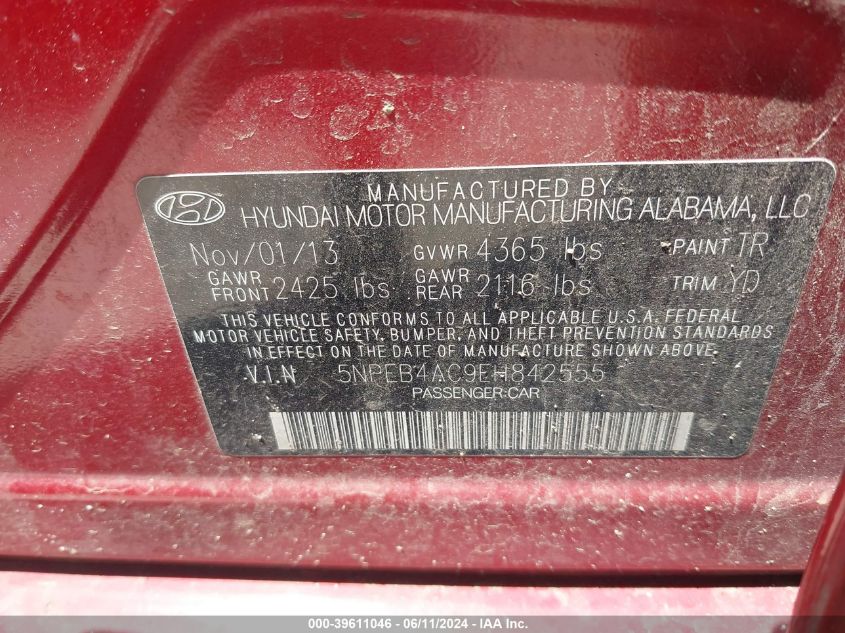 MANUFACTURED BY
HYUNDAI MOTOR MANUFACTURING ALABAMA, LLC
Nov/01/13 GVWR 4365 lbs PAINT TR
GAWR FRONT 2425 lbs GAWR REAR 2116 lbs TRIM YD
THIS VEHICLE CONFORMS TO ALL APPLICABLE U.S.A. FEDERAL
MOTOR VEHICLE SAFETY, BUMPER, AND THEFT PREVENTION STANDARDS
IN EFFECT ON THE DATE OF MANUFACTURE SHOWN ABOVE.
V.I.N 5NPEB4AC9EH842555
PASSENGER CAR
000-39611046 - 06/11/2024 - IAA Inc.